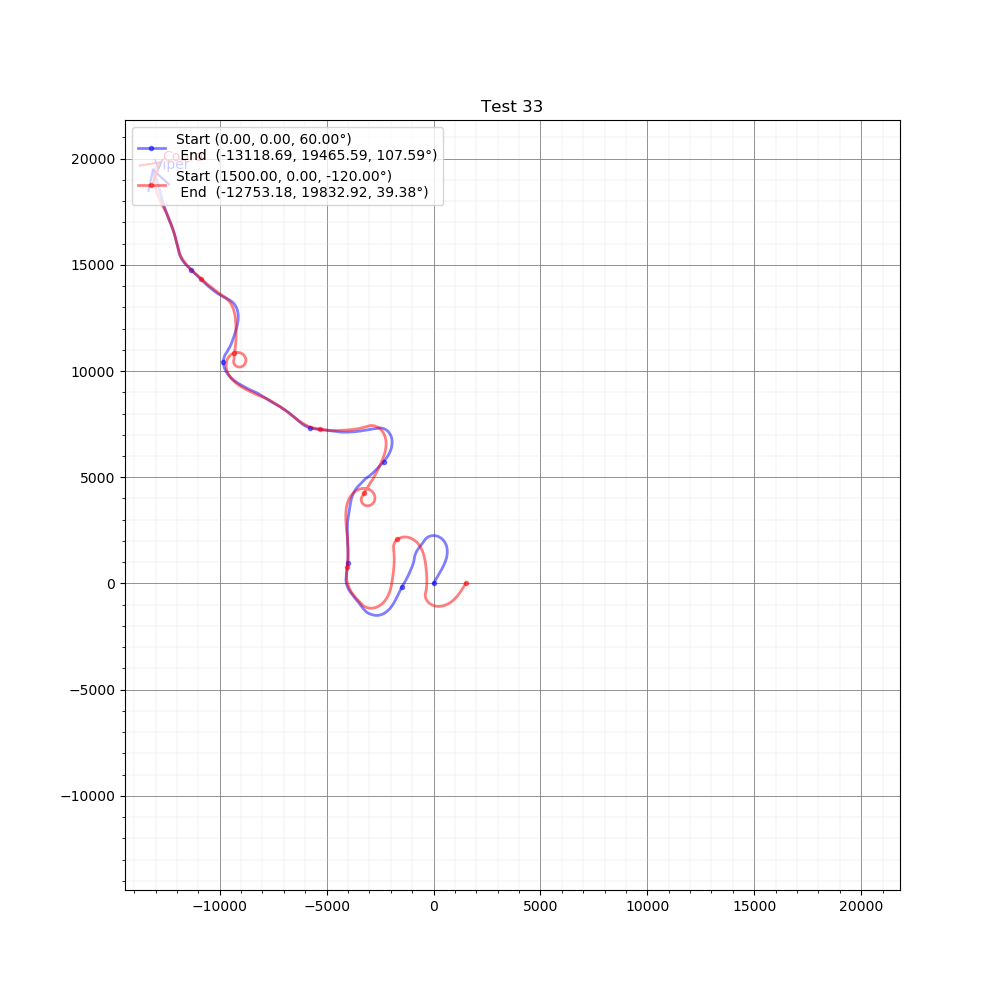 Test 33
Start (0.00, 0.00, 60.00°)
End (-13118.69, 19465.59, 107.59°)
Start (1500.00, 0.00, -120.00°)
End (-12753.18, 19832.92, 39.38°)
Viper
20000
15000
10000
5000
0
−5000
−10000
−10000
−5000
0
5000
10000
15000
20000